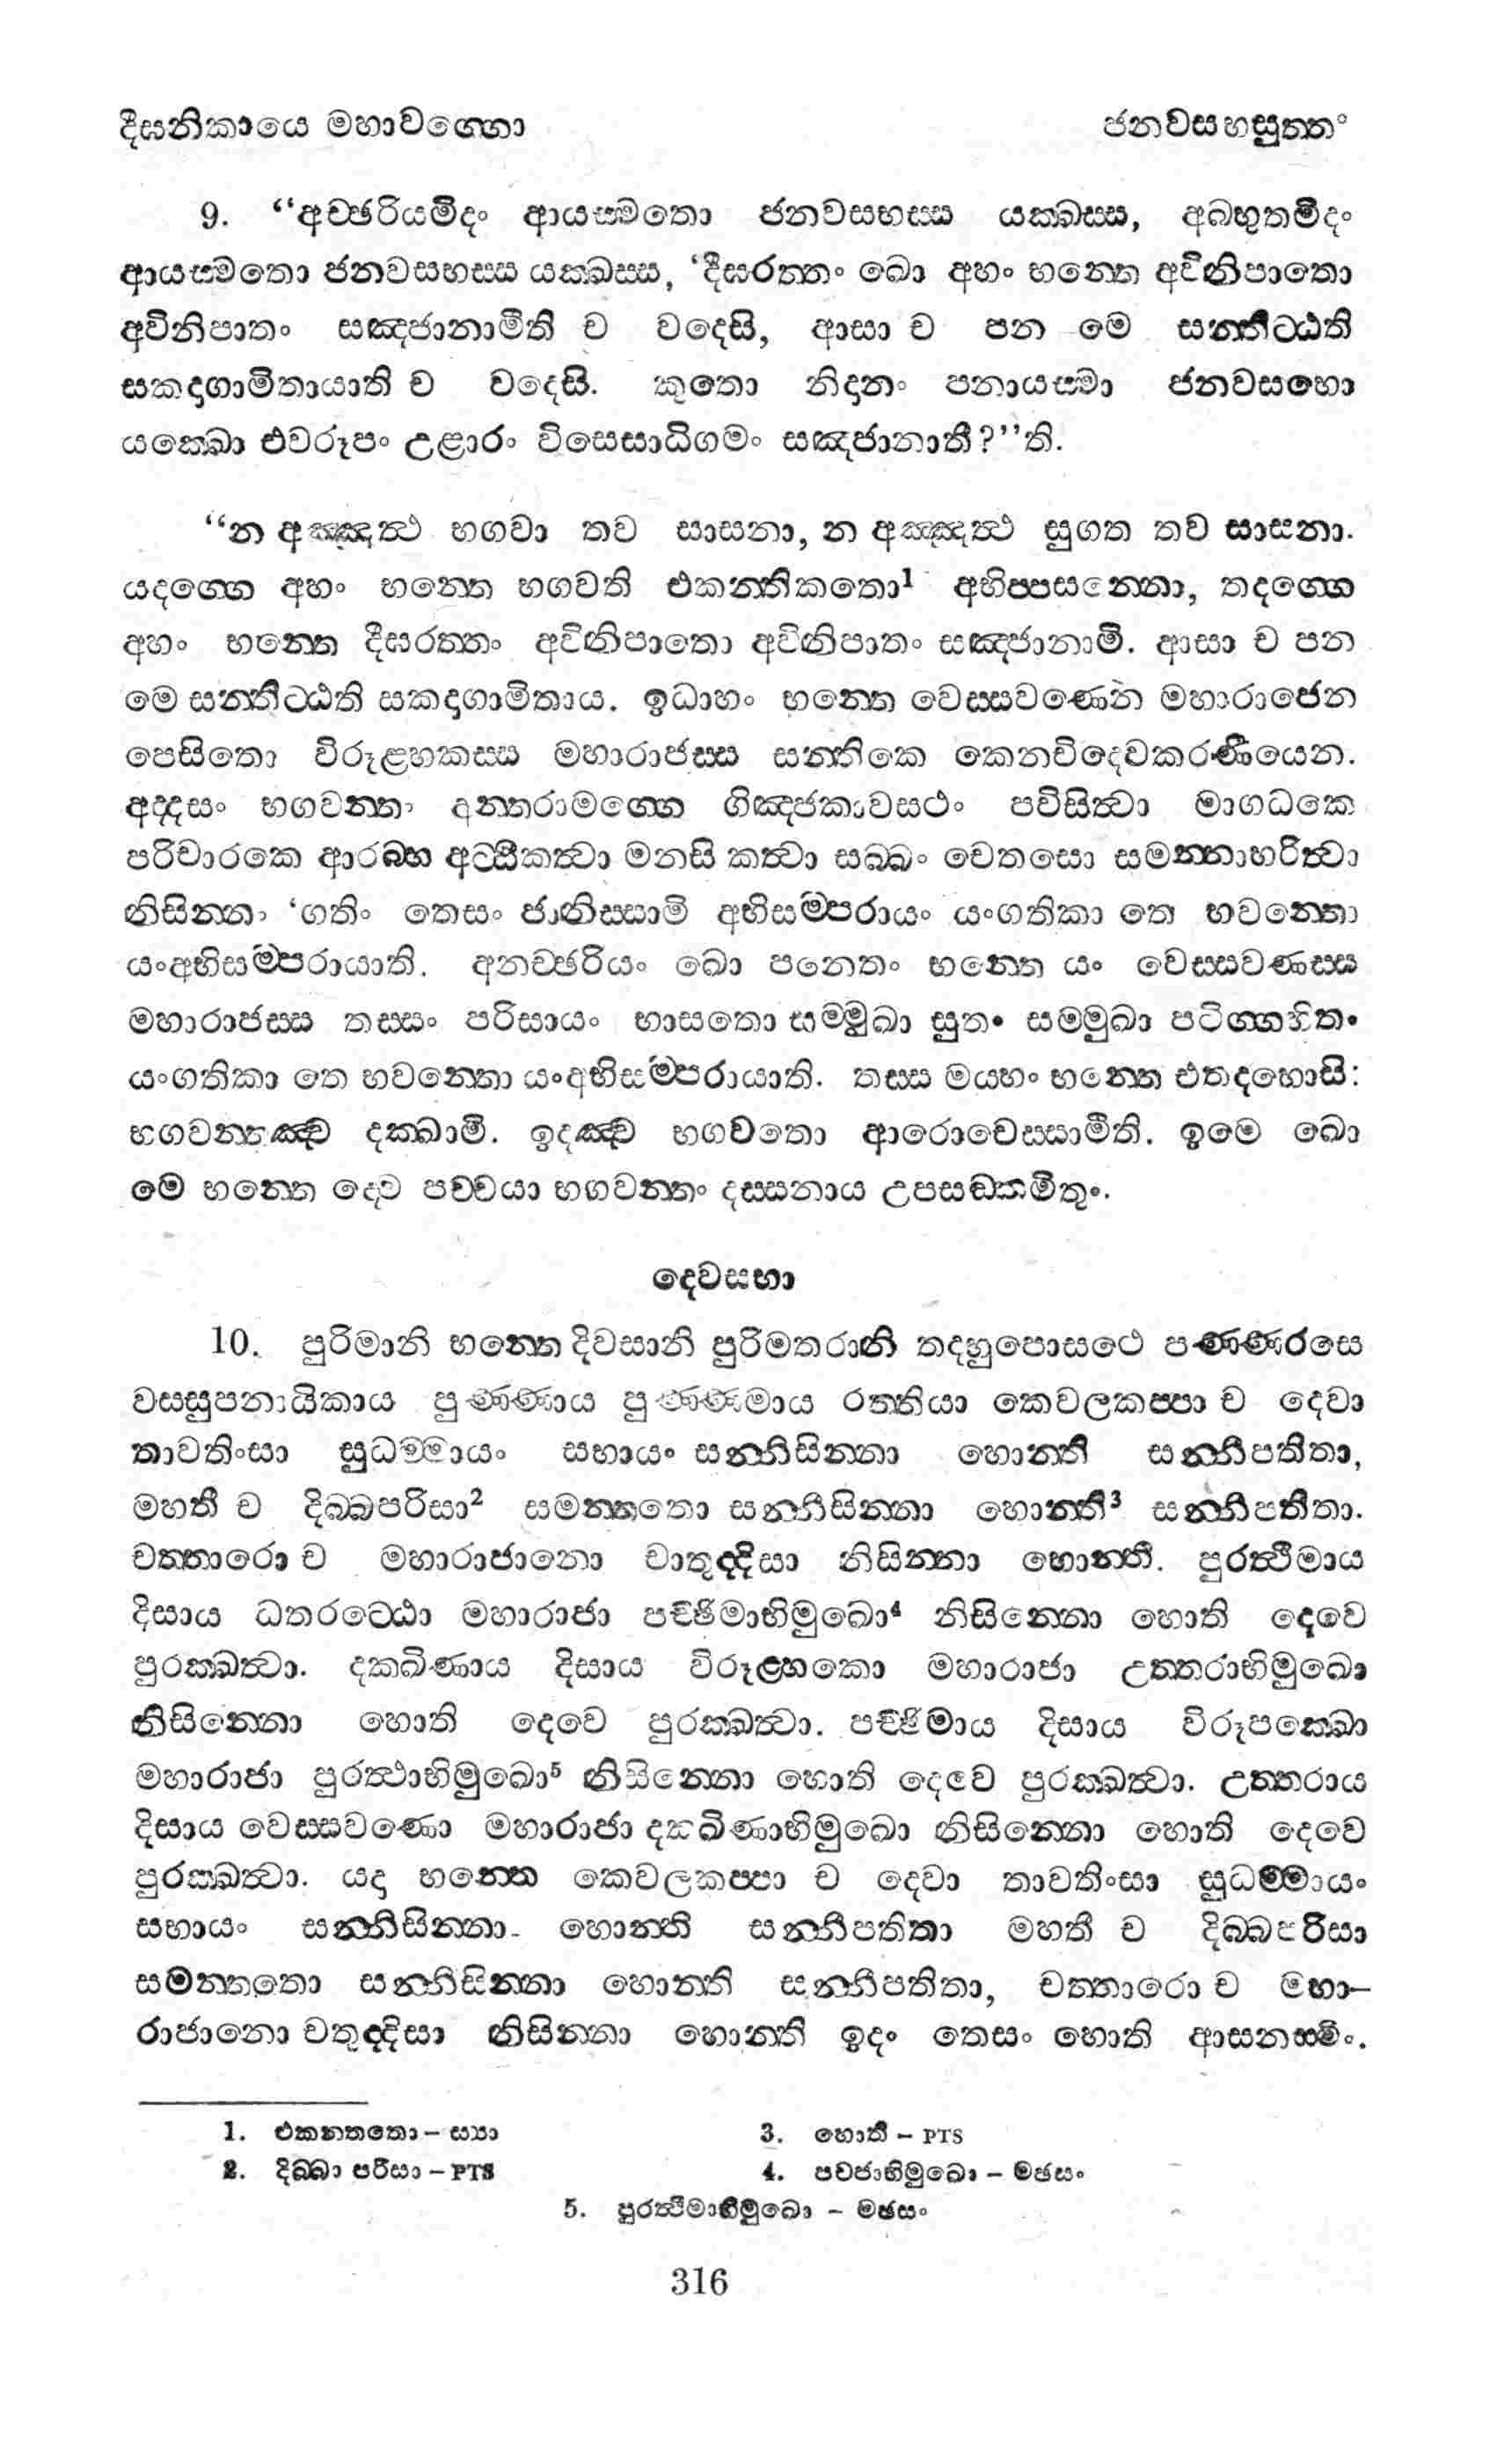 දීඝනිකායෙ මහාවග්ගො ජනවසභසුත්තං
9. “අච්ඡරියමිදං ආයස්මතො ජනවසභස්ස යක්ඛස්ස, අබභුතමිදං
ආයස්මතො ජනවසභස්ස යක්ඛස්ස, ‘දීඝරත්තං ඛො අහං භන්තෙ අවිනිපාතො
අවිනිපාතං සඤ්ජානාමීති ච වදෙසි, ආසා ච පන මෙ සන්තිට්ඨති
සකදාගාමිතායාති ච වදෙසි. කුතො නිදානං පනායස්මා ජනවසභො
යක්ඛො එවරූපං උළාරං විසෙසාධිගමං සඤ්ජානාතී?”ති.
“න අඤ්ඤත්‍ර භගවා තව සාසනා, න අඤ්ඤත්‍ථ සුගත තව සාසනා.
යදග්ගෙ අහං භන්තෙ භගවති එකන්තිකතො1 අභිප්පසන්නො, තදග්ගෙ
අහං භන්තෙ දීඝරත්තං අවිනිපාතො අවිනිපාතං සඤ්ජානාමි. ආසා ච පන
මෙ සන්තිට්ඨති සකදාගාමිතාය. ඉධාහං භන්තෙ වෙස්සවණෙන මහාරාජෙන
පෙසිතො විරූළ්හකස්ස මහාරාජස්ස සන්තිකෙ කෙනචිදෙවකරණීයෙන.
අද්දසං භගවන්තං අන්තරාමග්ගෙ ගිඤ්ජකාවසථං පවිසිත්‍වා මාගධකෙ
පරිචාරකෙ ආරබ්භ අට්ඨීකත්‍වා මනසි කත්‍වා සබ්බං චෙතසො සමන්නාහරිත්‍වා
නිසින්නං ‘ගතිං තෙසං ජානිස්සාමි අභිසම්පරායං යංගතිකා තෙ භවන්තො
යංඅභිසම්පරායාති. අනච්ඡරියං ඛො පනෙතං භන්තෙ යං වෙස්සවණස්ස
මහාරාජස්ස තස්සං පරිසායං භාසතො සම්මුඛා සුතං සම්මුඛා පටිග්ගහිතං
යංගතිකා තෙ භවන්තො යංඅභිසම්පරායාති. තස්ස මය්හං භන්තෙ එතදහොසි:
භගවන්තඤ්ච දක්ඛාමි. ඉදඤ්ච භගවතො ආරොචෙස්සාමීති. ඉමෙ ඛො
මෙ භන්තෙ ද්වෙ පච්චයා භගවන්තං දස්සනාය උපසඞ්කමිතුං.
දෙවසභා
10. පුරිමානි භන්තෙ දිවසානි පුරිමතරානි තදහුපොසථෙ පණ්ණරසෙ
වස්සුපනායිකාය පුණ්ණාය පුණ්ණමාය රත්තියා කෙවලකප්පා ච දෙවා
තාවතිංසා සුධම්මායං සභායං සන්නිසින්නා හොන්ති සන්නිපතිතා,
මහතී ච දිබ්බපරිසා2 සමන්තතො සන්නිසින්නා හොන්ති3 සන්නිපතිතා.
චත්තාරො ච මහාරාජානො චාතුද්දිසා නිසින්නා හොන්ති. පුරත්‍ථිමාය
දිසාය ධතරට්ඨො මහාරාජා පච්ඡිමාභිමුඛො4 නිසින්නො හොති දෙවෙ
පුරක්ඛත්‍වා. දක්ඛිණාය දිසාය විරූළ්හකො මහාරාජා උත්තරාභිමුඛො
නිසින්නො හොති දෙවෙ පුරක්ඛත්‍වා. පච්ඡිමාය දිසාය විරූපක්ඛො
මහාරාජා පුරත්‍ථාභිමුඛො5 නිසින්නො හොති දෙවෙ පුරක්ඛත්‍වා. උත්තරාය
දිසාය වෙස්සවණො මහාරාජා දක්ඛිණාභිමුඛො නිසින්නො හොති දෙවෙ
පුරක්ඛත්‍වා. යදා භන්තෙ කෙවලකප්පා ච දෙවා තාවතිංසා සුධම්මායං
සභායං සන්නිසින්නා හොන්ති සන්නිපතිතා මහතී ච දිබ්බපරිසා
සමන්තතො සන්නිසින්නා හොන්ති සන්නිපතිතා, චත්තාරො ච මහා–
රාජානො චතුද්දිසා නිසින්නා හොන්ති ඉදං තෙසං හොති ආසනස්මිං.
1. එකන්තතො – ස්‍යා
3. හොති – PTS
2. දිබ්බා පරිසා – PTS
4. පච්ඡාභිමුඛො – මඡසං
5. පුරත්‍ථිමාභිමුඛො – මඡසං
316